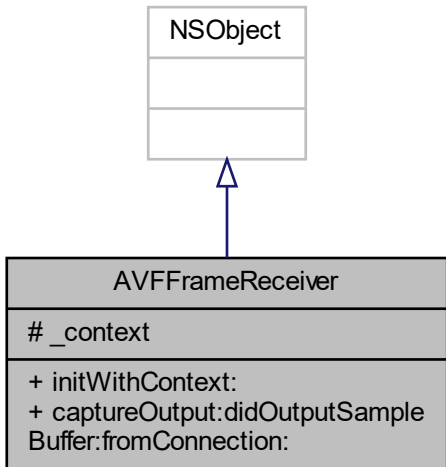 NSObject
AVFFrameReceiver
# _context
+ initWithContext:
+ captureOutput:didOutputSample
Buffer:fromConnection: